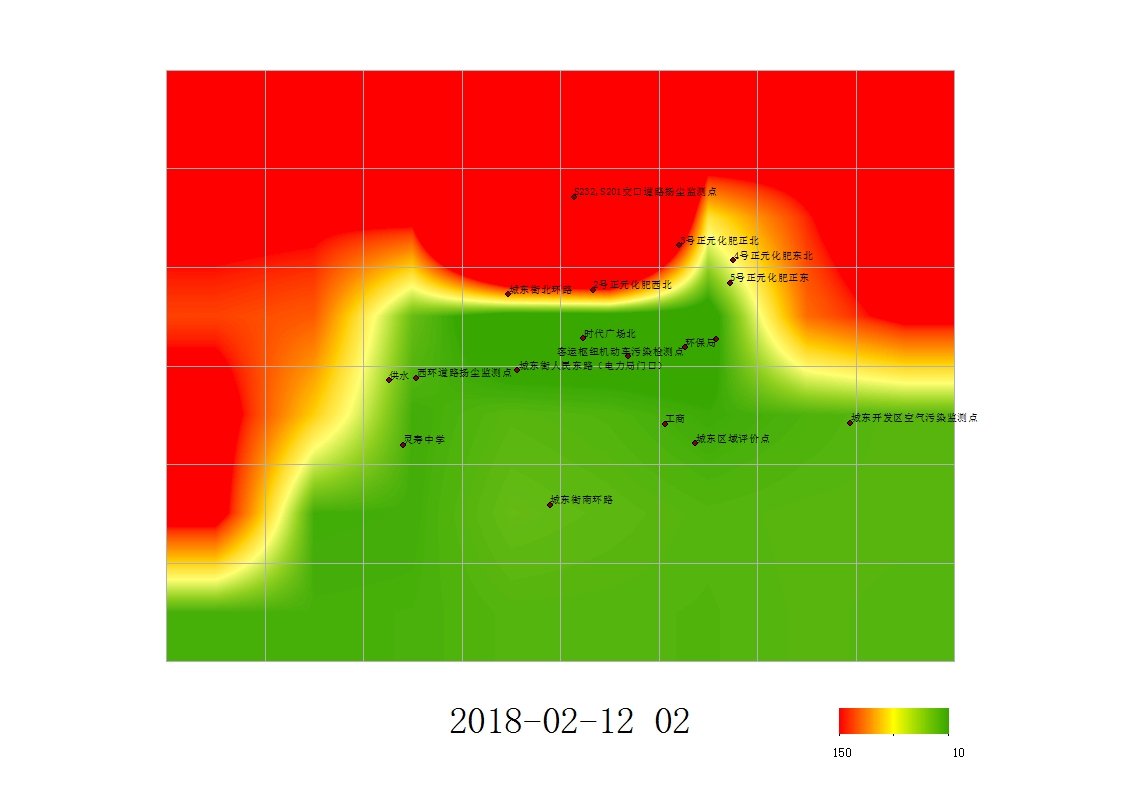 S232,S201交口道路扬尘监测点
3号正元化肥正北
4号正元化肥东北
5号正元化肥正东
城东街北环路
2号正元化肥西北
时代广场北
环保局
客运枢纽机动车污染检测点
城东街人民东路（电力局门口）
供水
西环道路扬尘监测点
工商
城东开发区空气污染监测点
灵寿中学
城东区域评价点
城东街南环路
2018-02-12 02
150
10